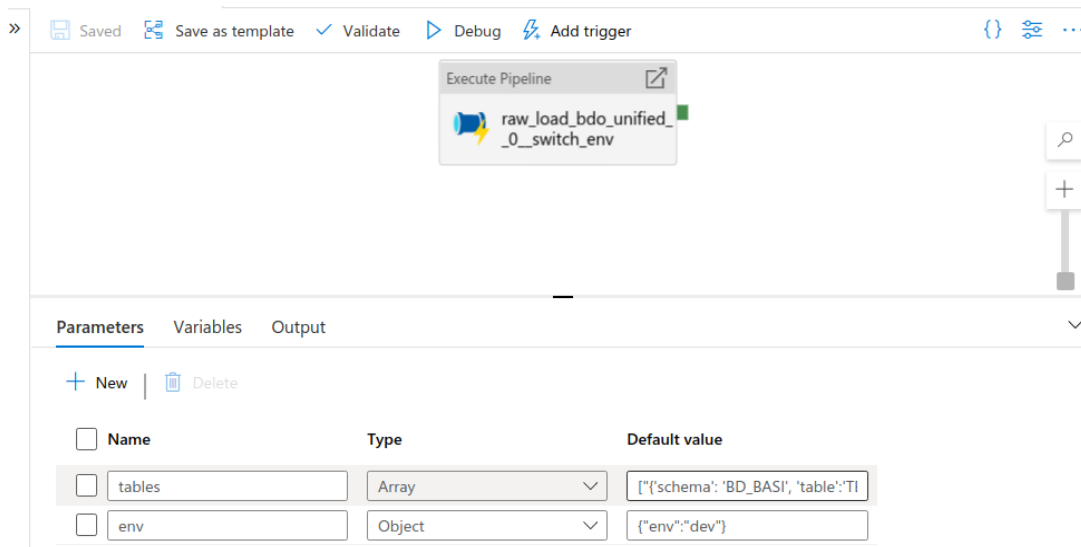 » Saved Save as template Validate Debug Add trigger {} ...
Execute Pipeline
raw_load_bdo_unified_
_0__switch_env
Parameters Variables Output
New | Delete
Name Type Default value
tables Array ["{'schema': 'BD_BASI', 'table':'TI
env Object {"env":"dev"}